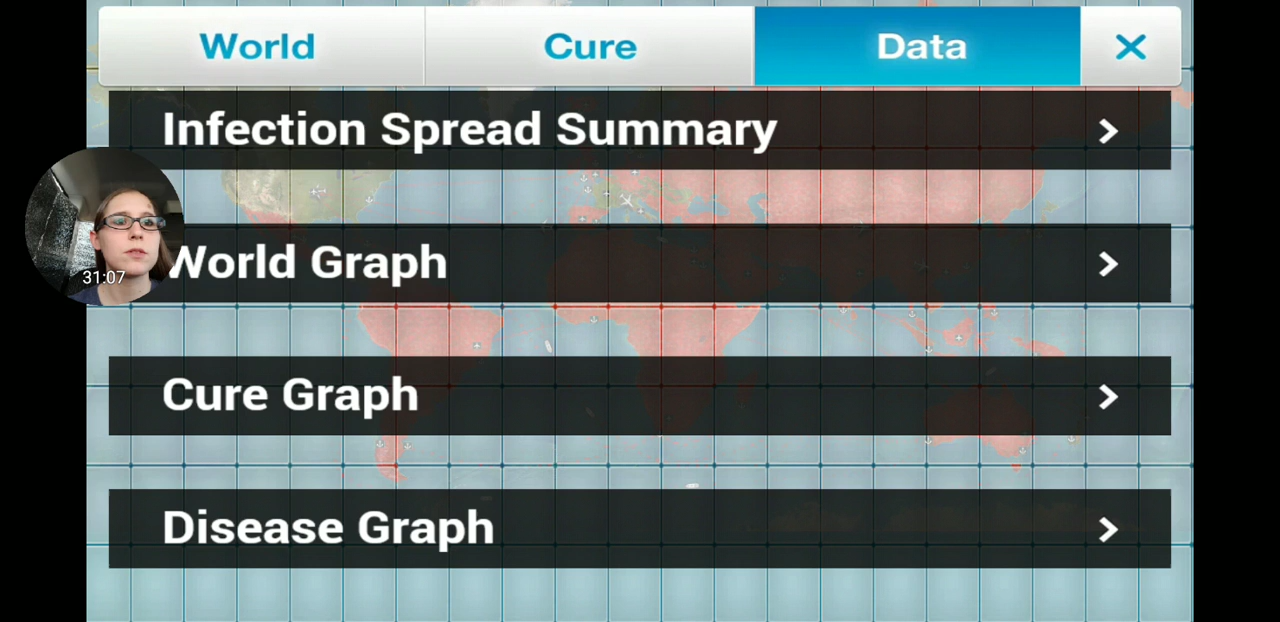 World
Cure
Data
Infection Spread Summary
World Graph
31:07
Cure Graph
Disease Graph